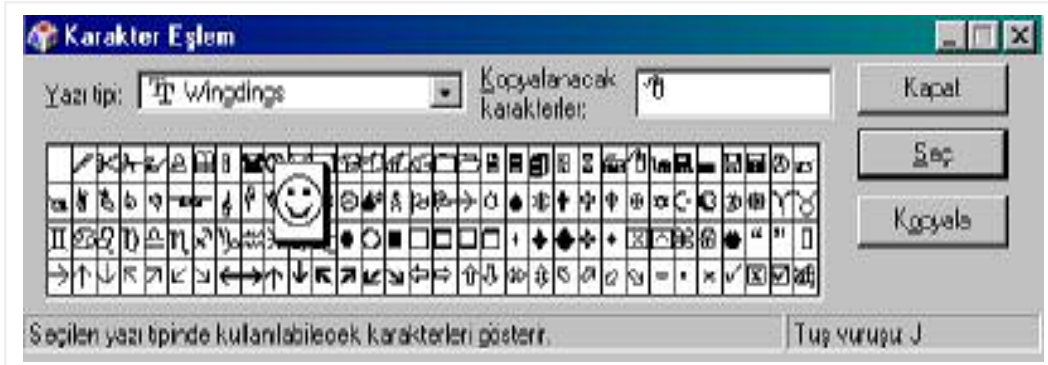 Karakter Eşlem
Yazı tipi: Wingdings
Kopyalanacak karakterler:
Kapat
Seç
Kopyala
Seçilen yazı tipinde kullanılabilecek karakterleri gösterir.
Tuş vuruşu: J